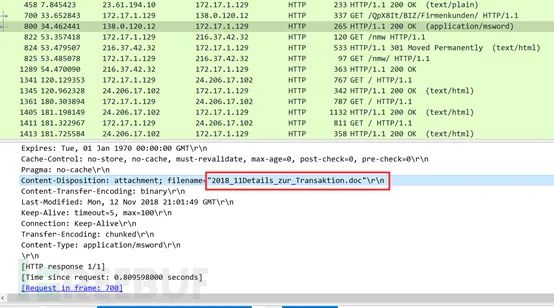 458 7.845423 23.61.194.10 172.17.1.129 HTTP 233 HTTP/1.1 200 OK (text/plain)
700 33.652843 172.17.1.129 138.0.120.12 HTTP 337 GET /QpX8It/BIZ/Firmenkunden/ HTTP/1.1
800 34.462441 138.0.120.12 172.17.1.129 HTTP 265 HTTP/1.1 200 OK (application/msword)
822 53.357418 172.17.1.129 216.37.42.32 HTTP 120 GET /nmw HTTP/1.1
824 53.479507 216.37.42.32 172.17.1.129 HTTP 533 HTTP/1.1 301 Moved Permanently (text/html)
825 53.485078 172.17.1.129 216.37.42.32 HTTP 97 GET /nmw/ HTTP/1.1
1289 54.470090 216.37.42.32 172.17.1.129 HTTP 363 HTTP/1.1 200 OK
1341 120.129353 172.17.1.129 24.206.17.102 HTTP 767 GET / HTTP/1.1
1345 120.962328 24.206.17.102 172.17.1.129 HTTP 342 HTTP/1.1 200 OK (text/html)
1361 180.303894 172.17.1.129 24.206.17.102 HTTP 787 GET / HTTP/1.1
1405 181.198149 24.206.17.102 172.17.1.129 HTTP 1132 HTTP/1.1 200 OK (text/html)
1411 181.322967 172.17.1.129 24.206.17.102 HTTP 811 GET / HTTP/1.1
1413 181.725584 24.206.17.102 172.17.1.129 HTTP 358 HTTP/1.1 200 OK (text/html)
Expires: Tue, 01 Jan 1970 00:00:00 GMT\r\n
Cache-Control: no-store, no-cache, must-revalidate, max-age=0, post-check=0, pre-check=0\r\n
Pragma: no-cache\r\n
Content-Disposition: attachment; filename="2018_11Details_zur_Transaktion.doc"\r\n
Content-Transfer-Encoding: binary\r\n
Last-Modified: Mon, 12 Nov 2018 21:01:49 GMT\r\n
Keep-Alive: timeout=5, max=100\r\n
Connection: Keep-Alive\r\n
Transfer-Encoding: chunked\r\n
Content-Type: application/msword\r\n
\r\n
[HTTP response 1/1]
[Time since request: 0.809598000 seconds]
[Request in frame: 700]